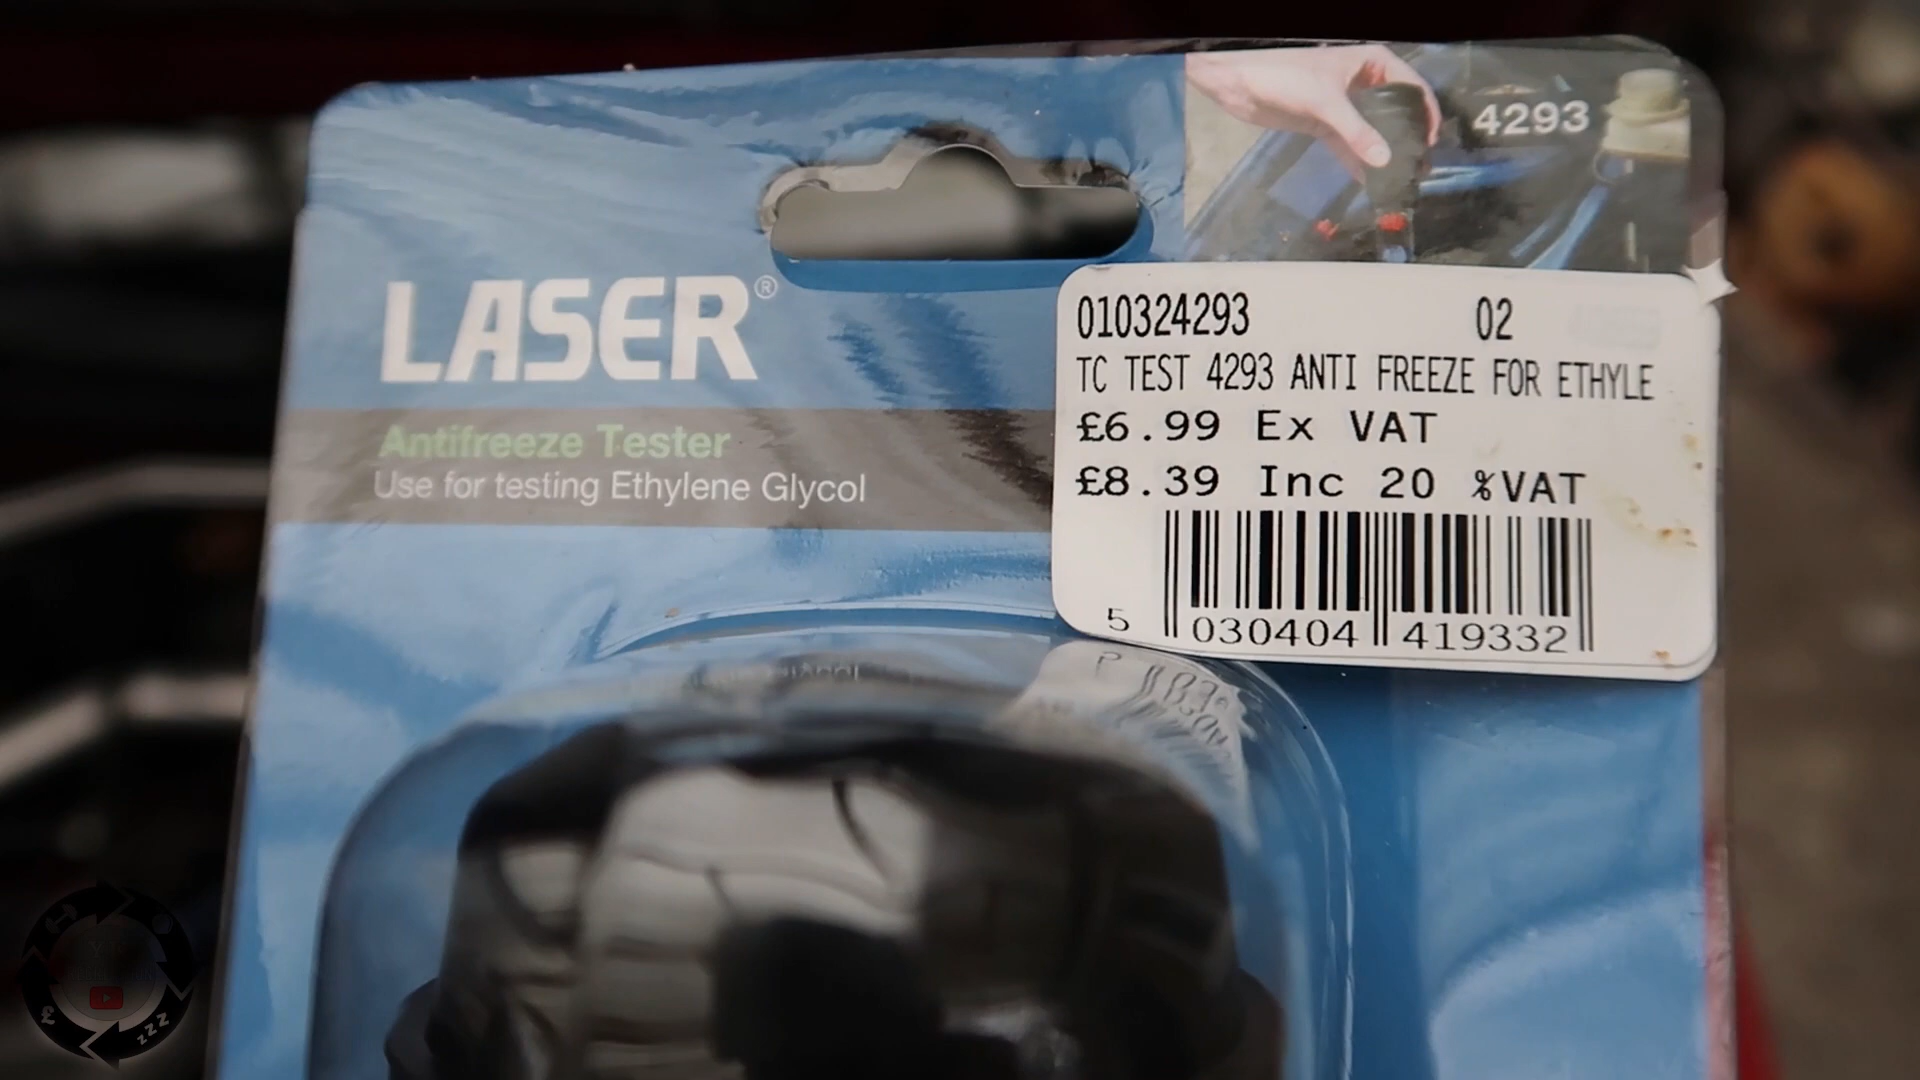 4293
LASER®
Antifreeze Tester
Use for testing Ethylene Glycol
010324293 02
TC TEST 4293 ANTI FREEZE FOR ETHYLE
£6.99 Ex VAT
£8.39 Inc 20 %VAT
5 030404 419332
£
zzz